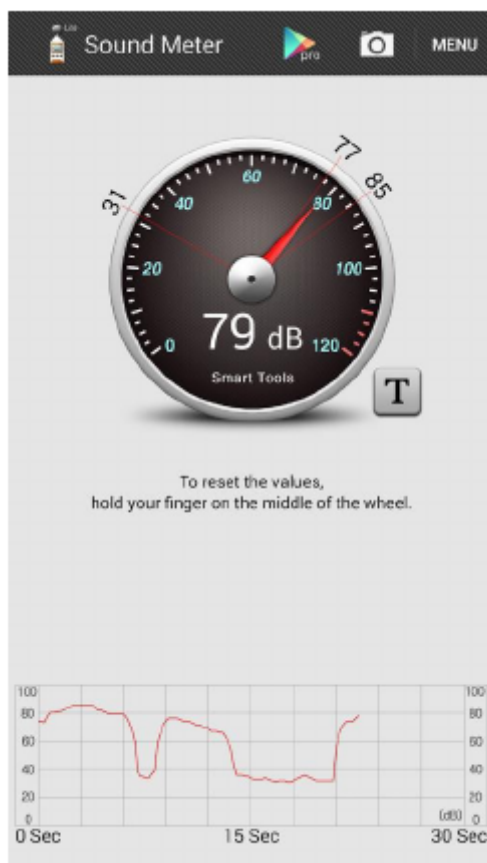 Lite
Sound Meter
pro
MENU
77
85
31
60
40
80
20
100
79 dB
0
120
Smart Tools
T
To reset the values,
hold your finger on the middle of the wheel.
100
100
80
80
60
60
40
40
20
20
0
[dB] 0
0 Sec
15 Sec
30 Sec